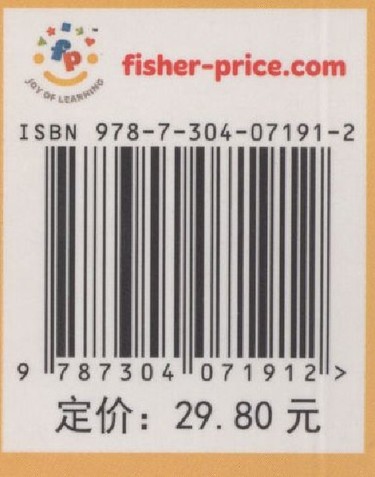 fp
JOY OF LEARNING
fisher-price.com
ISBN 978-7-304-07191-2
9 787304 071912 >
定价： 29.80 元